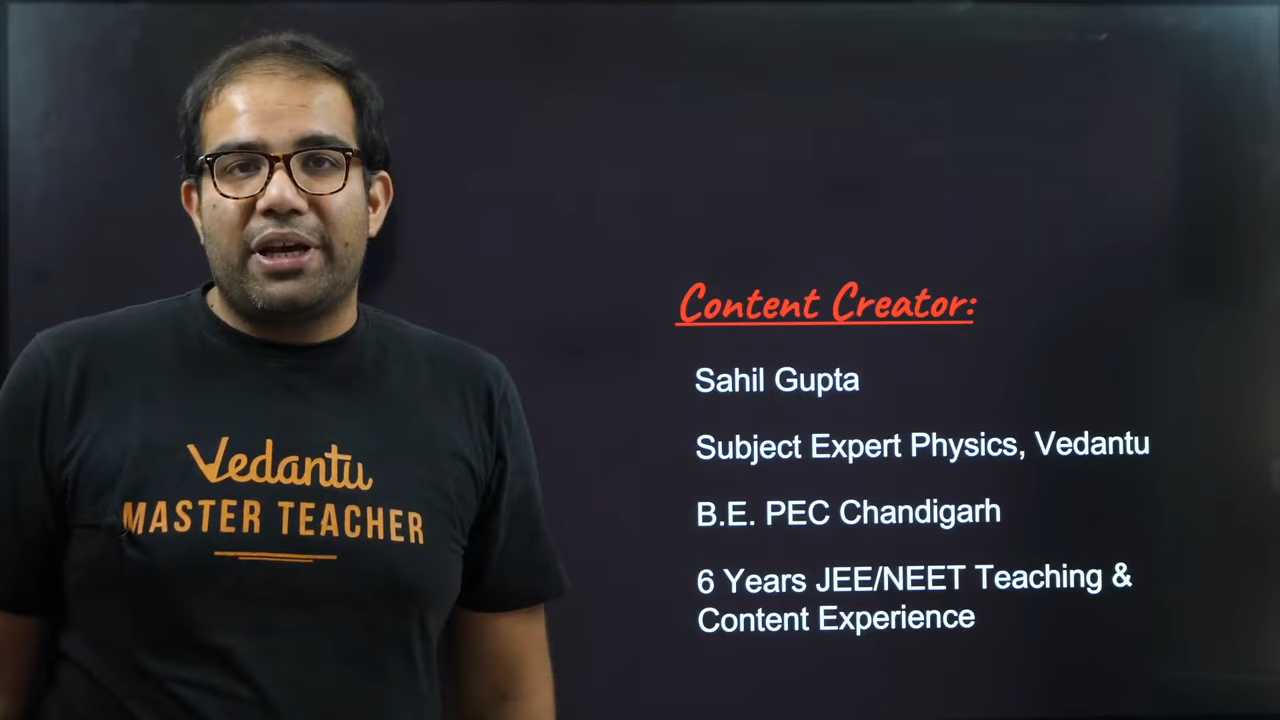 Vedantu
MASTER TEACHER
Content Creator:
Sahil Gupta
Subject Expert Physics, Vedantu
B.E. PEC Chandigarh
6 Years JEE/NEET Teaching &
Content Experience